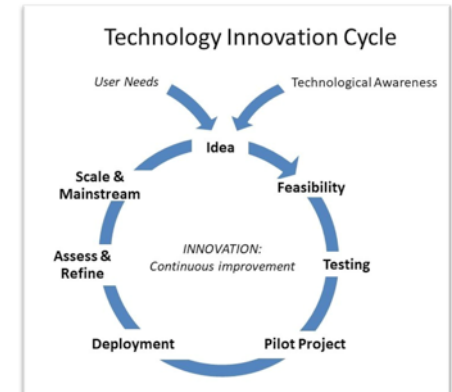 Technology Innovation Cycle
User Needs
Technological Awareness
Idea
Feasibility
Testing
Pilot Project
Deployment
Assess &
Refine
Scale &
Mainstream
INNOVATION:
Continuous improvement